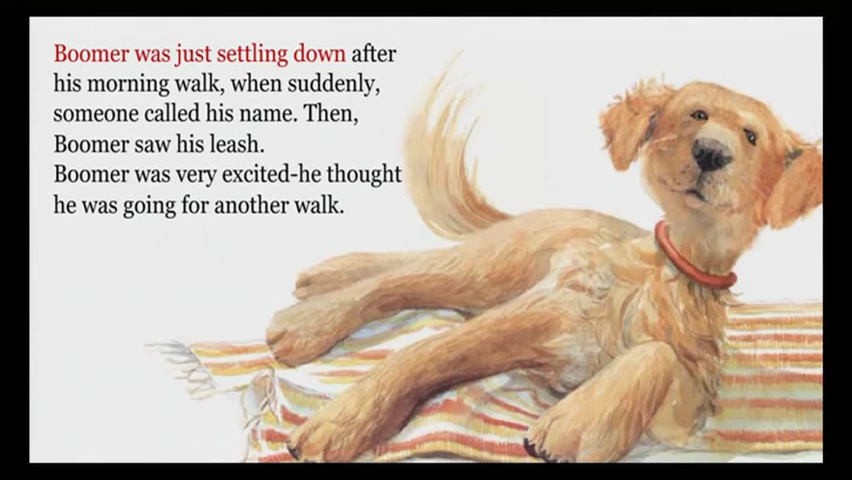 Boomer was just settling down after
his morning walk, when suddenly,
someone called his name. Then,
Boomer saw his leash.
Boomer was very excited-he thought
he was going for another walk.